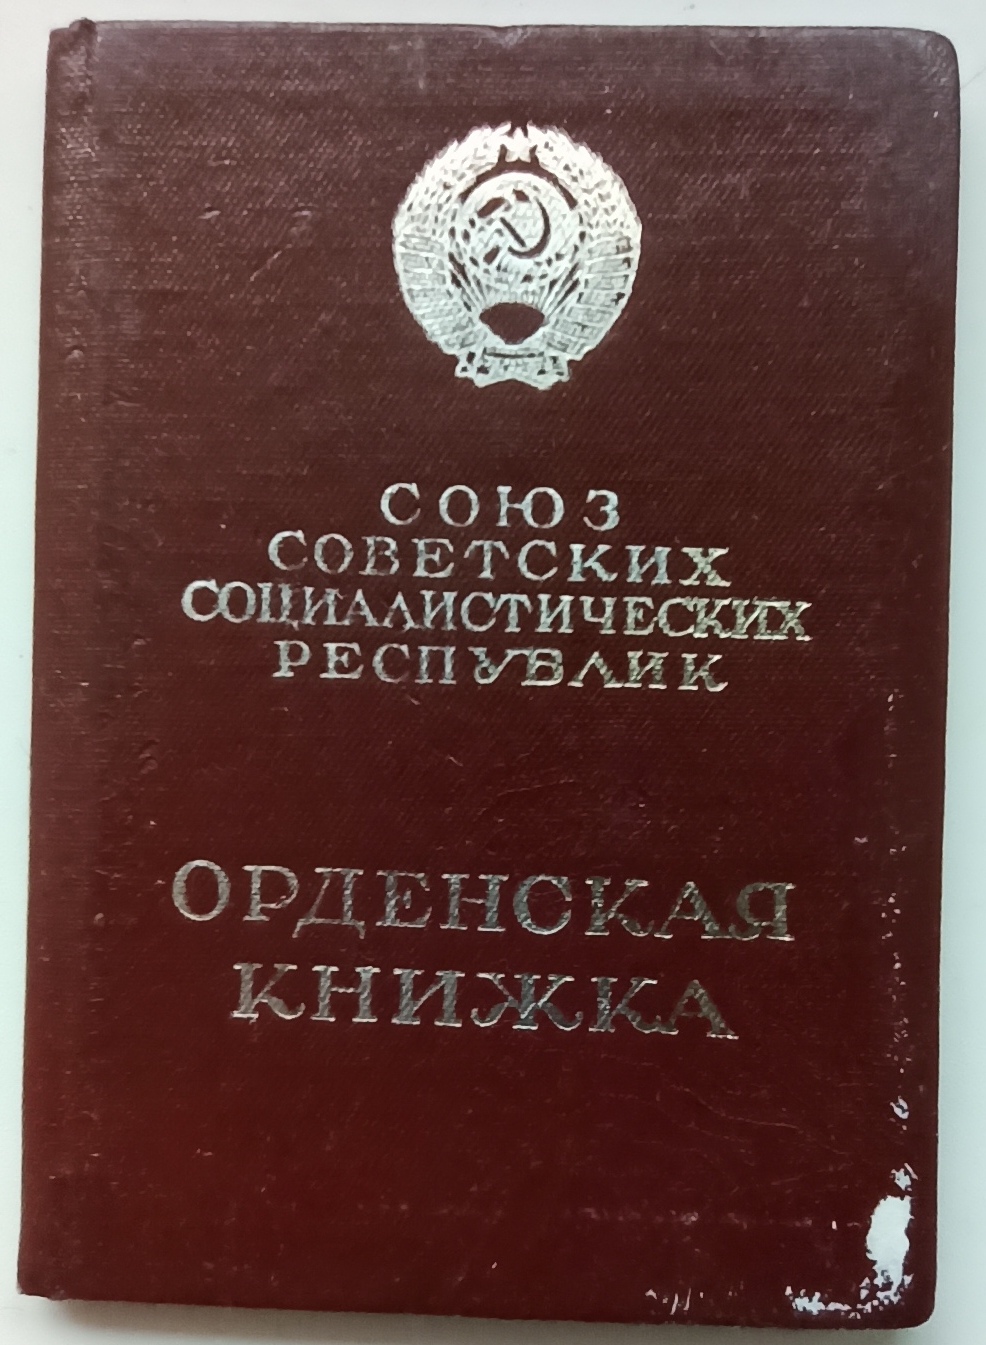 СОЮЗ
СОВЕТСКИХ
СОЦИАЛИСТИЧЕСКИХ
РЕСПУБЛИК
ОРДЕНСКАЯ
КНИЖКА